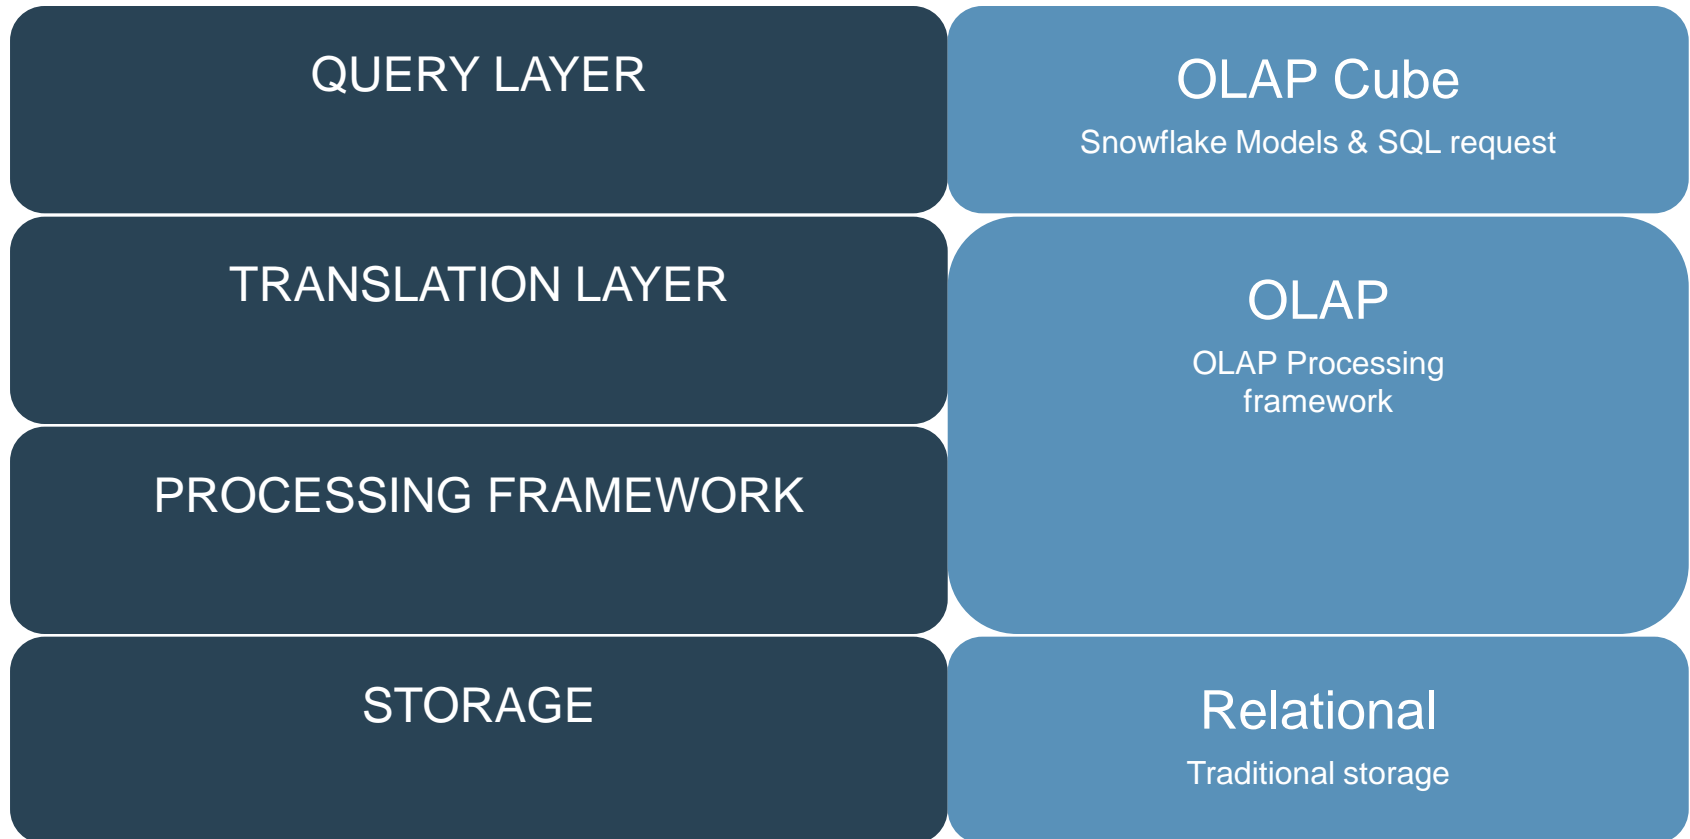 QUERY LAYER
OLAP Cube
Snowflake Models & SQL request
TRANSLATION LAYER
OLAP
OLAP Processing
framework
PROCESSING FRAMEWORK
STORAGE
Relational
Traditional storage